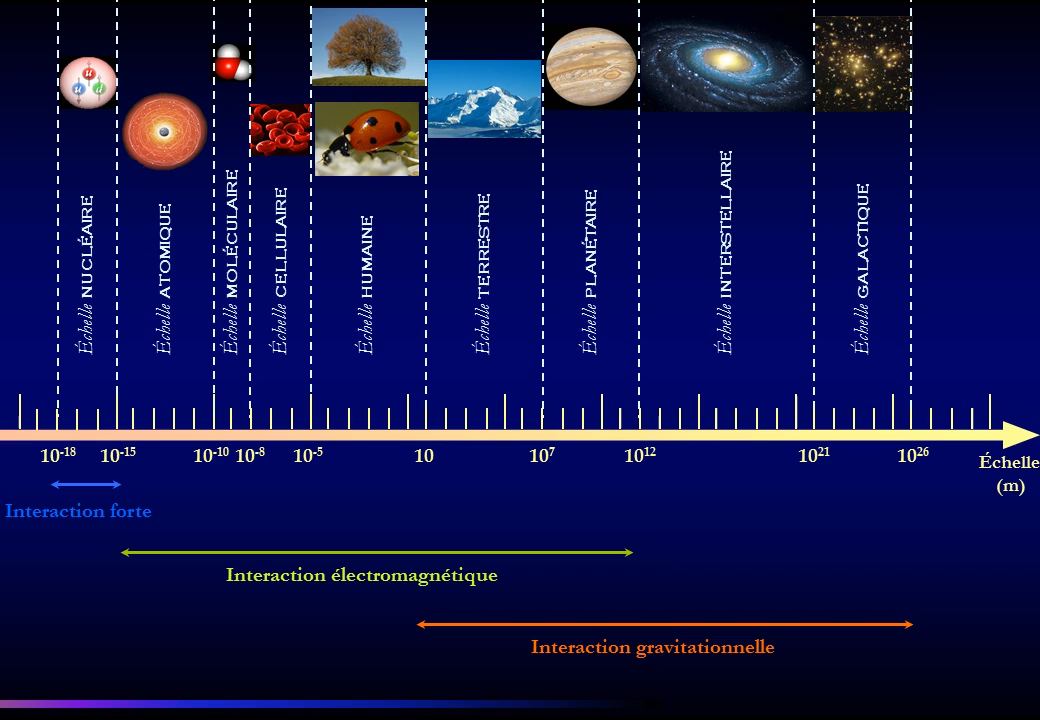 u
u d
Échelle NUCLÉAIRE
Échelle ATOMIQUE
Échelle MOLÉCULAIRE
Échelle CELLULAIRE
Échelle HUMAINE
Échelle TERRESTRE
Échelle PLANÉTAIRE
Échelle INTERSTELLAIRE
Échelle GALACTIQUE
10⁻¹⁸ 10⁻¹⁵ 10⁻¹⁰ 10⁻⁸ 10⁻⁵ 10 10⁷ 10¹² 10²¹ 10²⁶ Échelle
(m)
Interaction forte
Interaction électromagnétique
Interaction gravitationnelle